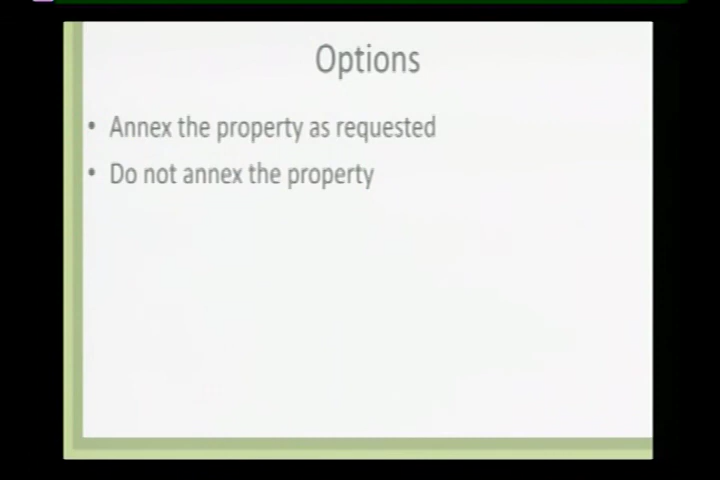 Options
• Annex the property as requested
• Do not annex the property